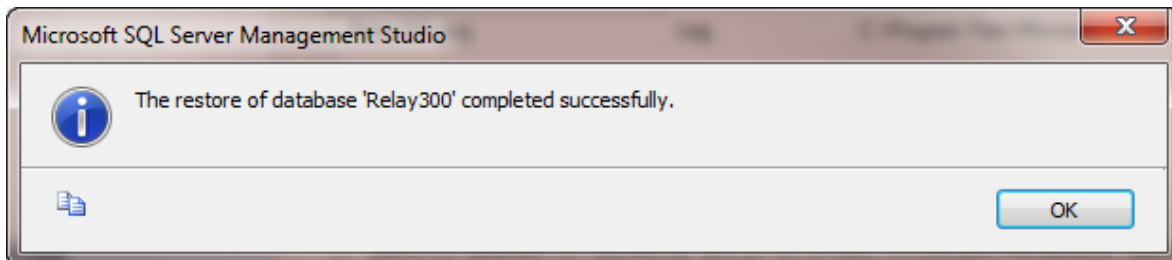 Microsoft SQL Server Management Studio
The restore of database 'Relay300' completed successfully.
OK